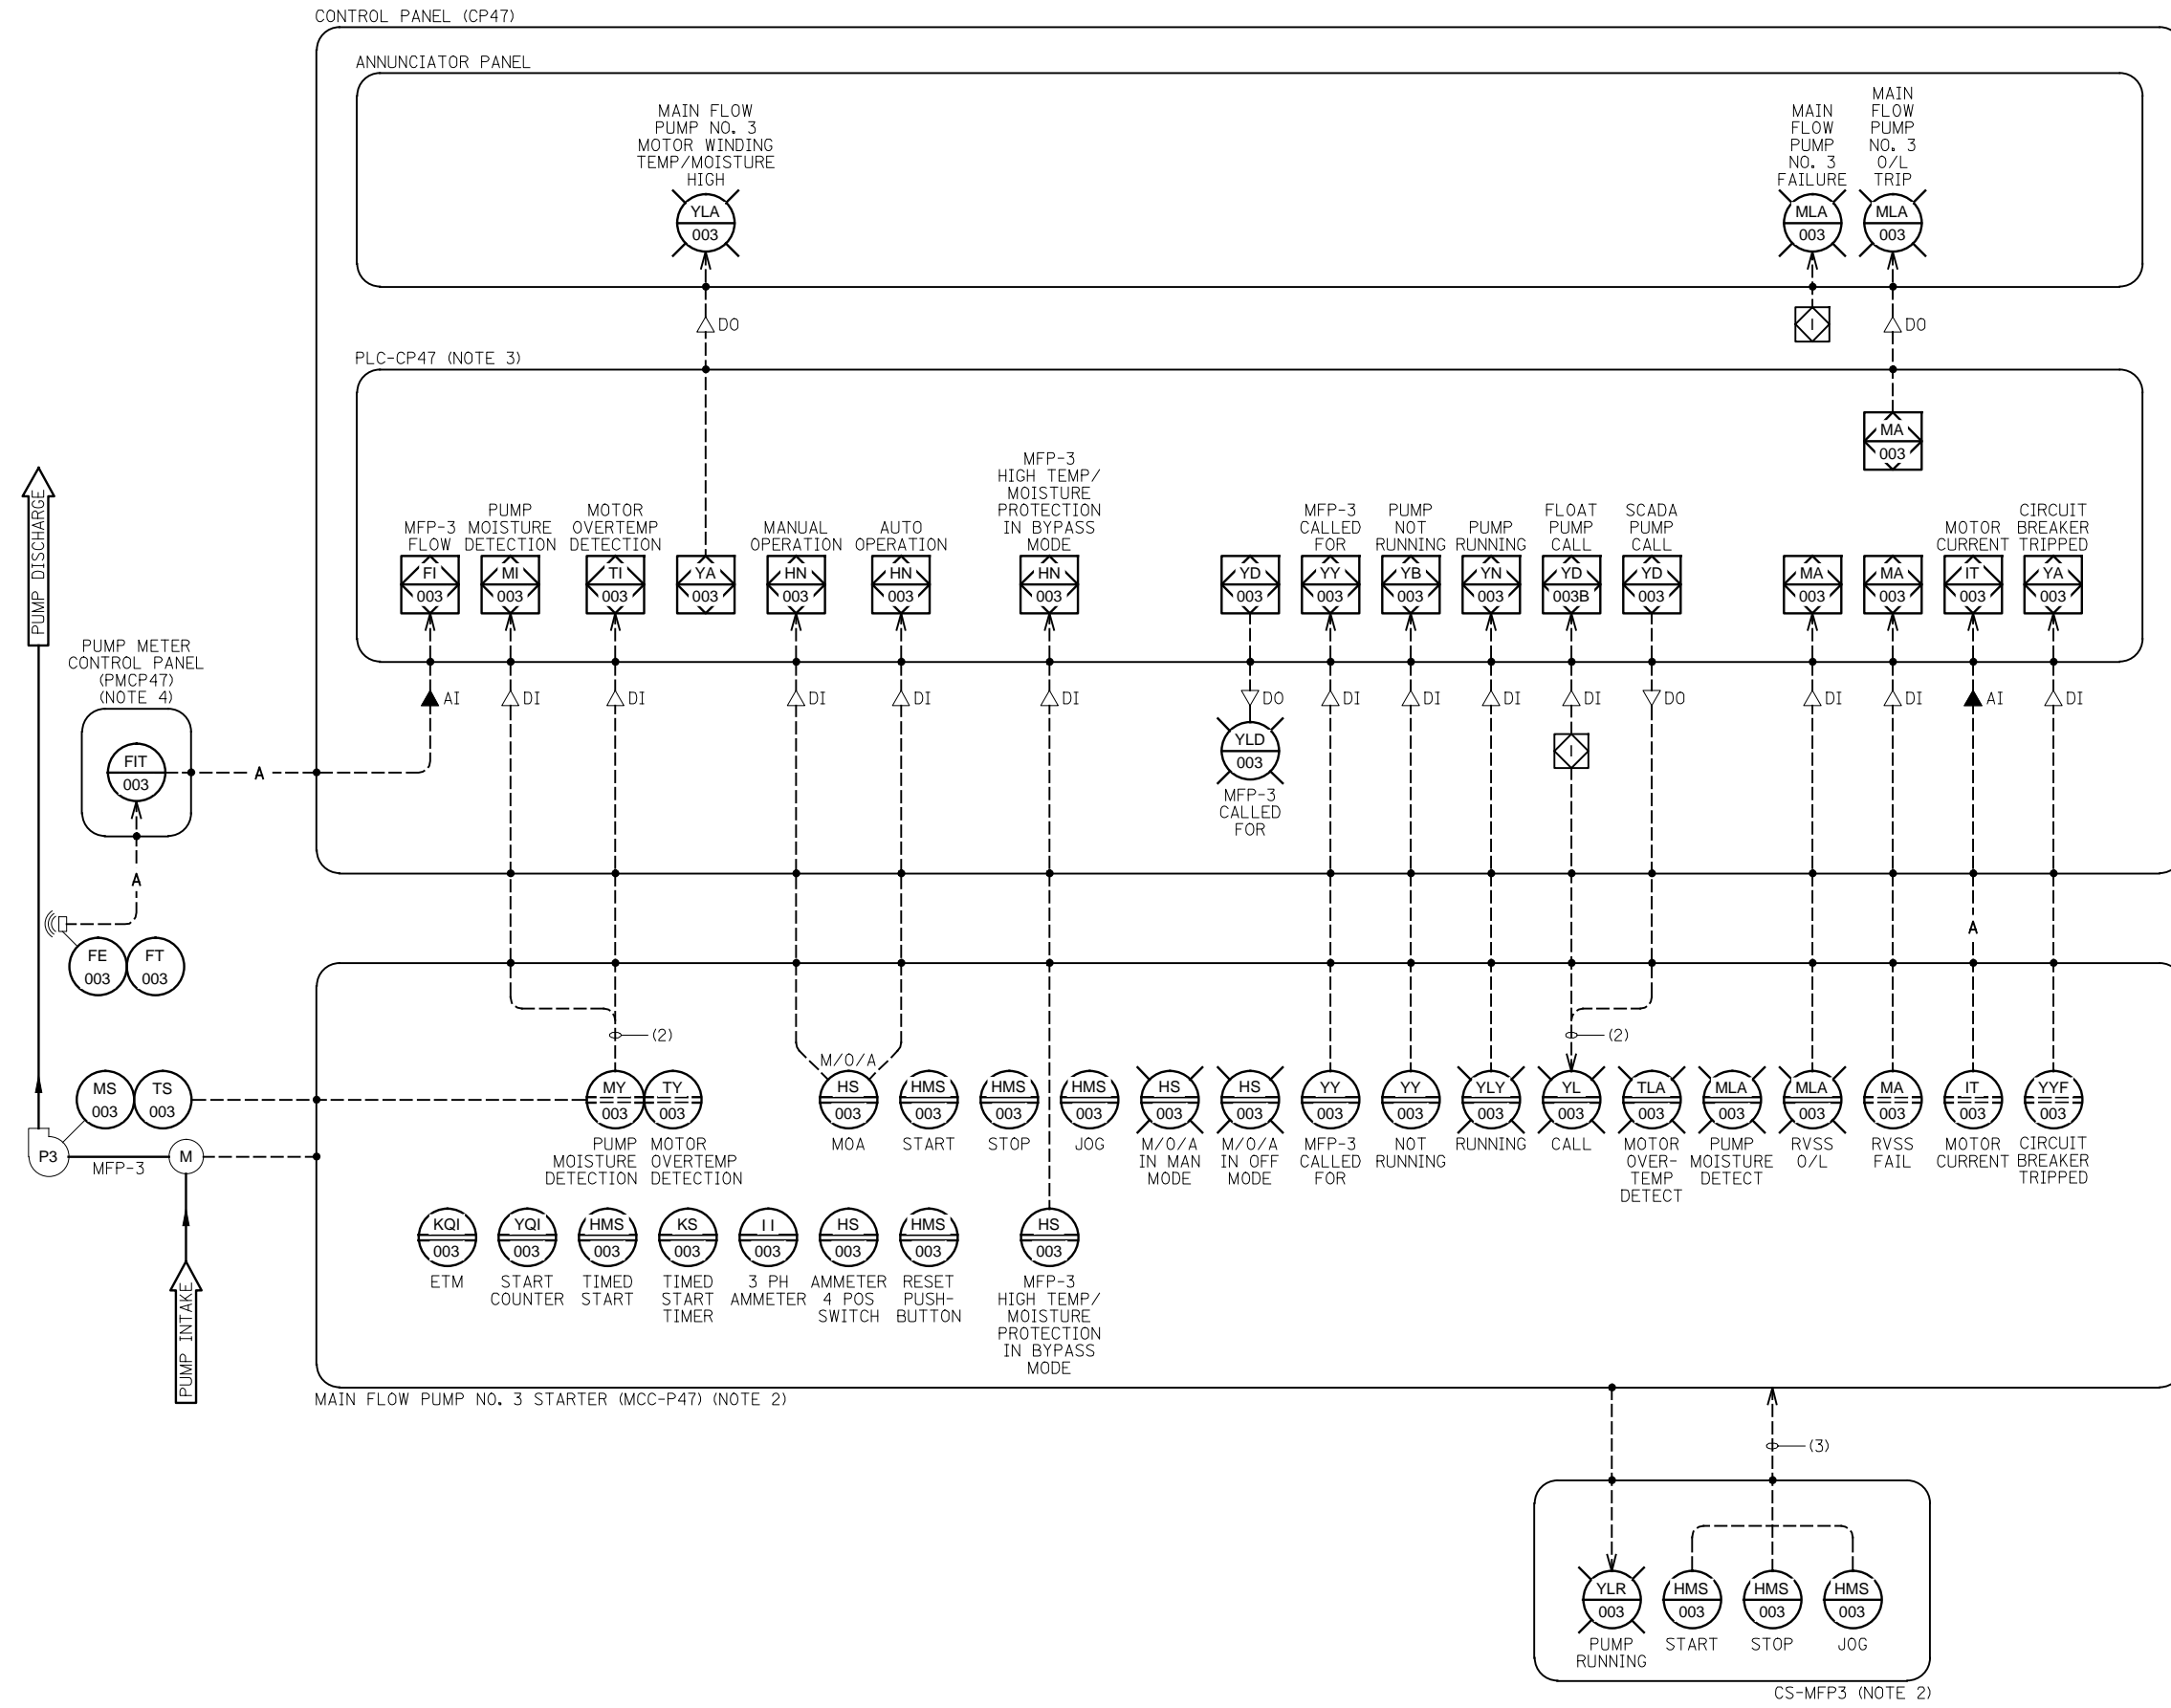 CONTROL PANEL (CP47)
ANNUNCIATOR PANEL
MAIN FLOW
PUMP NO. 3
MOTOR WINDING
TEMP/MOISTURE
HIGH
YLA
003
MAIN
FLOW
PUMP
NO. 3
FAILURE
MLA
003
MAIN
FLOW
PUMP
NO. 3
O/L
TRIP
MLA
003
DO
I
DO
PLC-CP47 (NOTE 3)
MA
003
MFP-3
FLOW
FI
003
PUMP
MOISTURE
DETECTION
MI
003
MOTOR
OVERTEMP
DETECTION
TI
003
YA
003
MANUAL
OPERATION
HN
003
AUTO
OPERATION
HN
003
MFP-3
HIGH TEMP/
MOISTURE
PROTECTION
IN BYPASS
MODE
HN
003
YD
003
MFP-3
CALLED
FOR
YY
003
PUMP
NOT
RUNNING
YB
003
PUMP
RUNNING
YN
003
FLOAT
PUMP
CALL
YD
003B
SCADA
PUMP
CALL
YD
003
MA
003
MA
003
MOTOR
CURRENT
IT
003
CIRCUIT
BREAKER
TRIPPED
YA
003
AI
DI
DI
DI
DI
DI
DO
DI
DI
DI
DI
DO
DI
DI
AI
DI
YLD
003
MFP-3
CALLED
FOR
I
PUMP DISCHARGE
PUMP METER
CONTROL PANEL
(PMCP47)
(NOTE 4)
FIT
003
A
A
FE
003
FT
003
A
MS
003
TS
003
P3
MFP-3
M
PUMP INTAKE
(2)
M/O/A
(2)
MY
003
PUMP
MOISTURE
DETECTION
TY
003
MOTOR
OVERTEMP
DETECTION
HS
003
MOA
HMS
003
START
HMS
003
STOP
HMS
003
JOG
HS
003
M/O/A
IN MAN
MODE
HS
003
M/O/A
IN OFF
MODE
YY
003
MFP-3
CALLED
FOR
YY
003
NOT
RUNNING
YLY
003
RUNNING
YL
003
CALL
TLA
003
MOTOR
OVER-
TEMP
DETECT
MLA
003
PUMP
MOISTURE
DETECT
MLA
003
RVSS
O/L
MA
003
RVSS
FAIL
IT
003
MOTOR
CURRENT
YYF
003
CIRCUIT
BREAKER
TRIPPED
KQI
003
ETM
YQI
003
START
COUNTER
HMS
003
TIMED
START
KS
003
TIMED
START
TIMER
II
003
3 PH
AMMETER
HS
003
AMMETER
4 POS
SWITCH
HMS
003
RESET
PUSH-
BUTTON
HS
003
MFP-3
HIGH TEMP/
MOISTURE
PROTECTION
IN BYPASS
MODE
MAIN FLOW PUMP NO. 3 STARTER (MCC-P47) (NOTE 2)
(3)
YLR
003
PUMP
RUNNING
HMS
003
START
HMS
003
STOP
HMS
003
JOG
CS-MFP3 (NOTE 2)